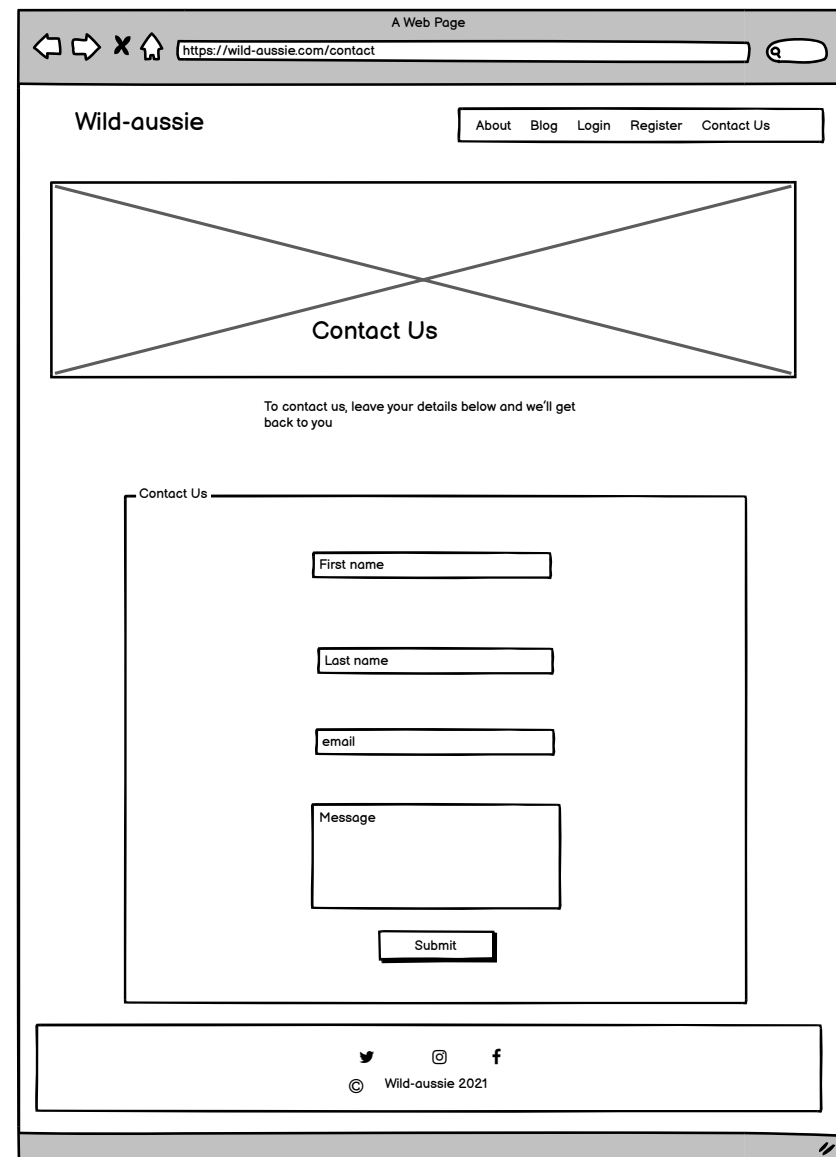 A Web Page
https://wild-aussie.com/contact
Wild-aussie
About Blog Login Register Contact Us
Contact Us
To contact us, leave your details below and we'll get
back to you
Contact Us
First name
Last name
email
Message
Submit
© Wild-aussie 2021